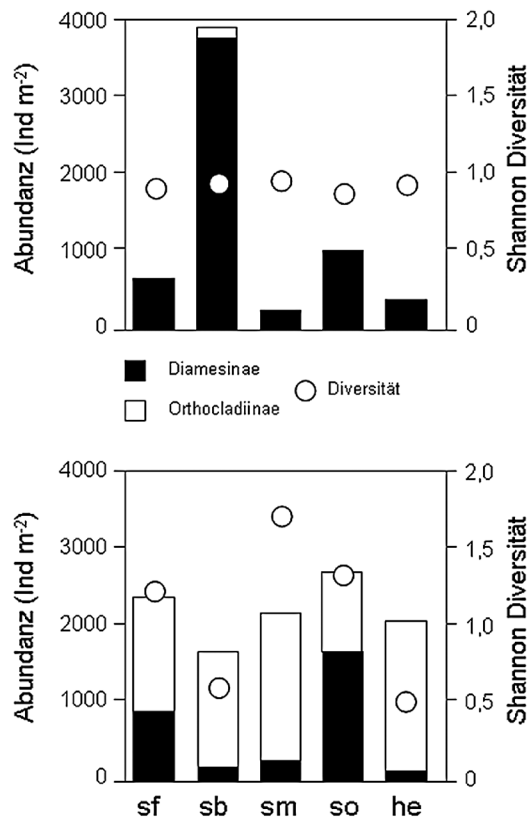 4000
3000
2000
1000
0
Abundanz (Ind m-2)
2,0
1,5
1,0
0,5
0
Shannon Diversität
Diamesinae
Orthocladiinae
Diversität
4000
3000
2000
1000
0
Abundanz (Ind m-2)
2,0
1,5
1,0
0,5
0
Shannon Diversität
sf sb sm so he